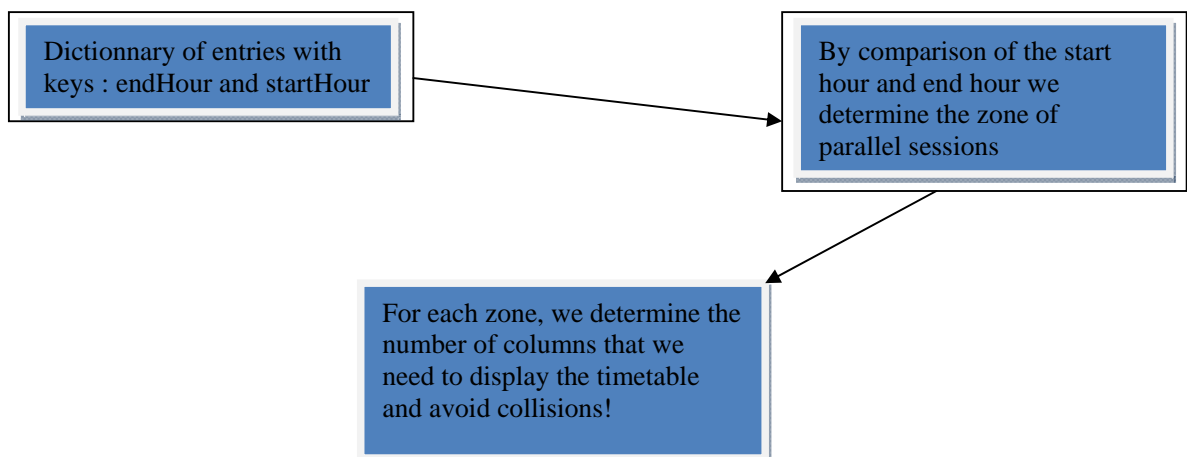 Dictionnary of entries with
keys : endHour and startHour
By comparison of the start
hour and end hour we
determine the zone of
parallel sessions
For each zone, we determine the
number of columns that we
need to display the timetable
and avoid collisions!